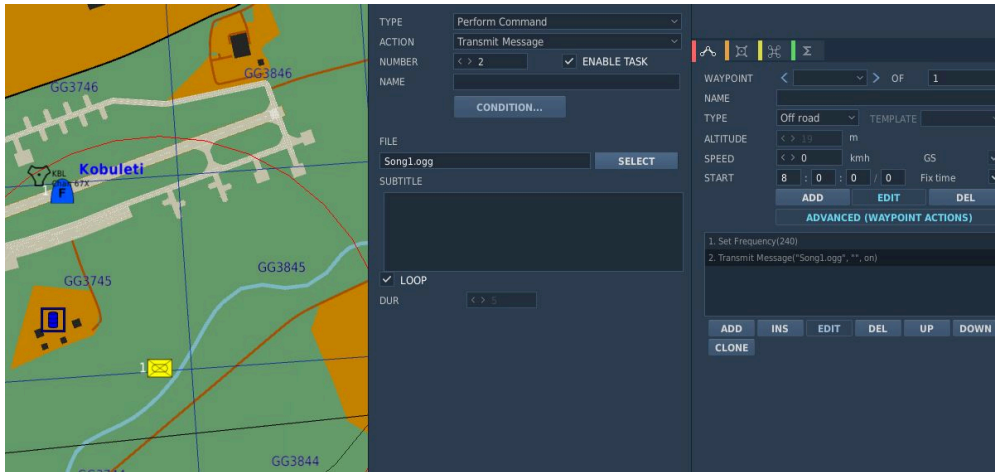 GG3746
GG3846
KBL
Kobuleti
F
GG3745
GG3845
1
GG3844
TYPE Perform Command
ACTION Transmit Message
NUMBER < > 2 ENABLE TASK
NAME
CONDITION...
FILE
Song1.ogg SELECT
SUBTITLE
LOOP
DUR < > 5
WAYPOINT < > OF 1
NAME
TYPE Off road TEMPLATE
ALTITUDE < > 19 m
SPEED < > 0 kmh GS
START 8 : 0 : 0 / 0 Fix time
ADD EDIT DEL
ADVANCED (WAYPOINT ACTIONS)
1. Set Frequency(240)
2. Transmit Message("Song1.ogg", "", on)
ADD INS EDIT DEL UP DOWN
CLONE